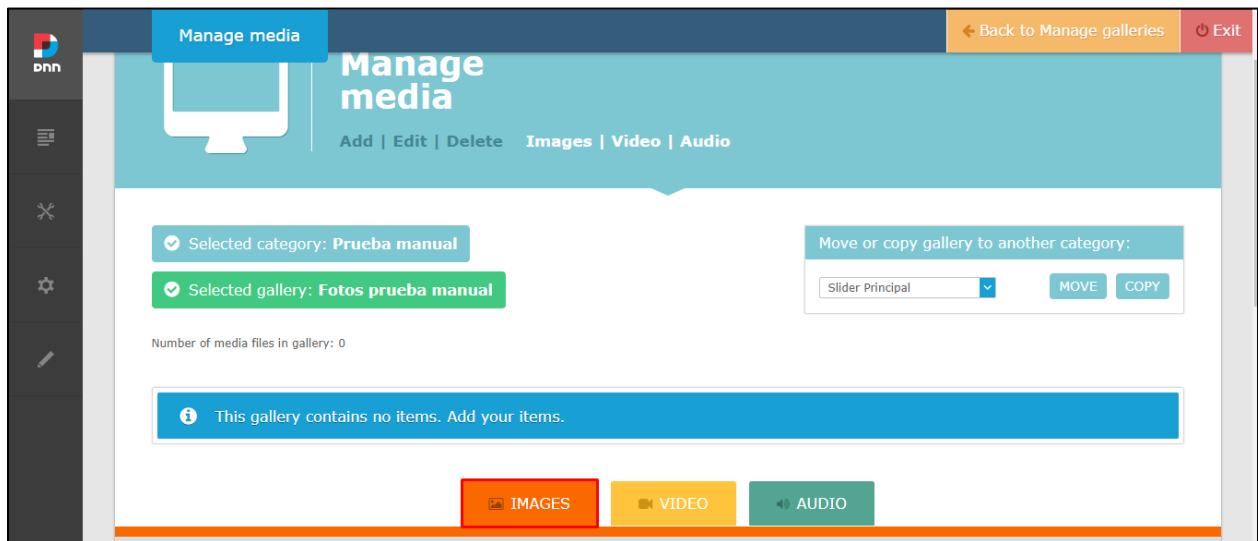 Manage media
Back to Manage galleries
Exit
DNN
Manage
media
Add | Edit | Delete Images | Video | Audio
Selected category: Prueba manual
Move or copy gallery to another category:
Selected gallery: Fotos prueba manual
Slider Principal
MOVE
COPY
Number of media files in gallery: 0
This gallery contains no items. Add your items.
IMAGES
VIDEO
AUDIO